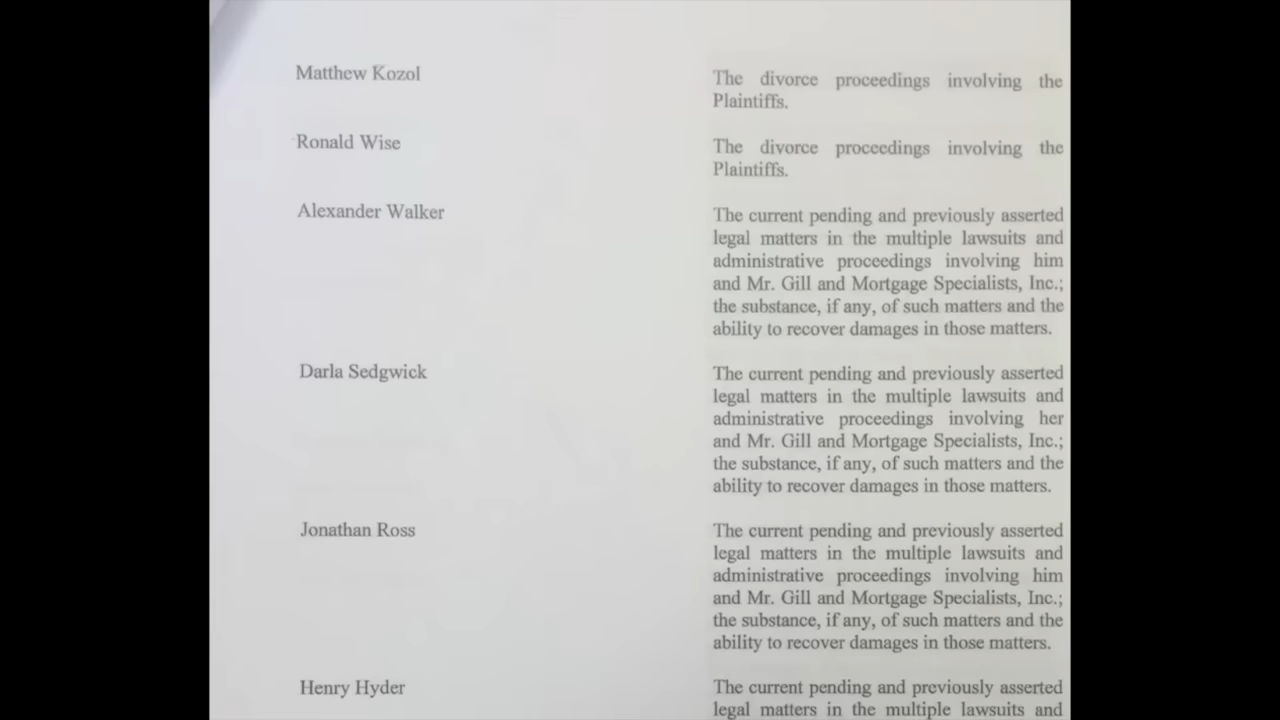 Matthew Kozol
The divorce proceedings involving the
Plaintiffs.
Ronald Wise
The divorce proceedings involving the
Plaintiffs.
Alexander Walker
The current pending and previously asserted
legal matters in the multiple lawsuits and
administrative proceedings involving him
and Mr. Gill and Mortgage Specialists, Inc.;
the substance, if any, of such matters and the
ability to recover damages in those matters.
Darla Sedgwick
The current pending and previously asserted
legal matters in the multiple lawsuits and
administrative proceedings involving her
and Mr. Gill and Mortgage Specialists, Inc.;
the substance, if any, of such matters and the
ability to recover damages in those matters.
Jonathan Ross
The current pending and previously asserted
legal matters in the multiple lawsuits and
administrative proceedings involving him
and Mr. Gill and Mortgage Specialists, Inc.;
the substance, if any, of such matters and the
ability to recover damages in those matters.
Henry Hyder
The current pending and previously asserted
legal matters in the multiple lawsuits and